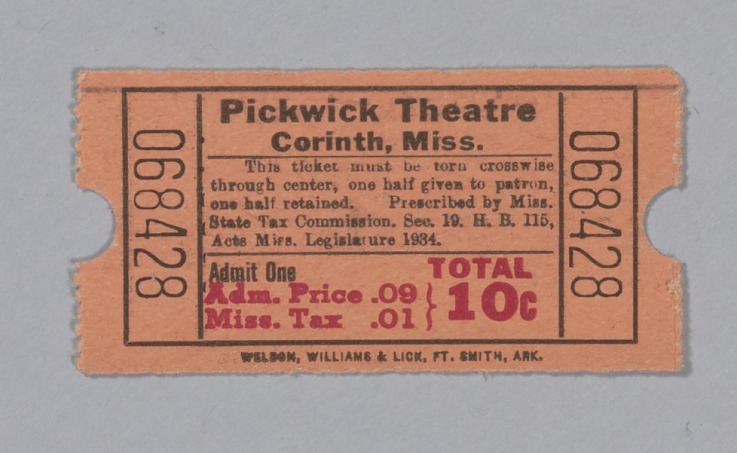 068428
Pickwick Theatre
Corinth, Miss.
This ticket must be torn crosswise
through center, one half given to patron,
one half retained. Prescribed by Miss.
State Tax Commission. Sec. 19. H. B. 115,
Acts Miss. Legislature 1934.
Admit One
Adm. Price .09
Miss. Tax .01
}
TOTAL
10c
068428
WELDON, WILLIAMS & LICK, FT. SMITH, ARK.